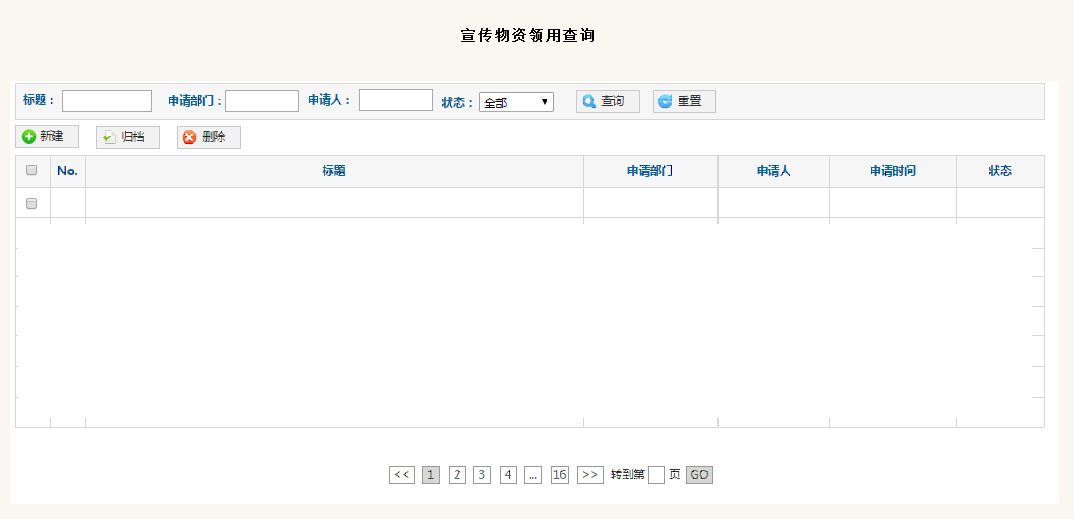 宣传物资领用查询
标题： 申请部门： 申请人： 状态： 全部 查询 重置
新建 归档 删除
No. 标题 申请部门 申请人 申请时间 状态
<< 1 2 3 4 ... 16 >> 转到第 页 GO